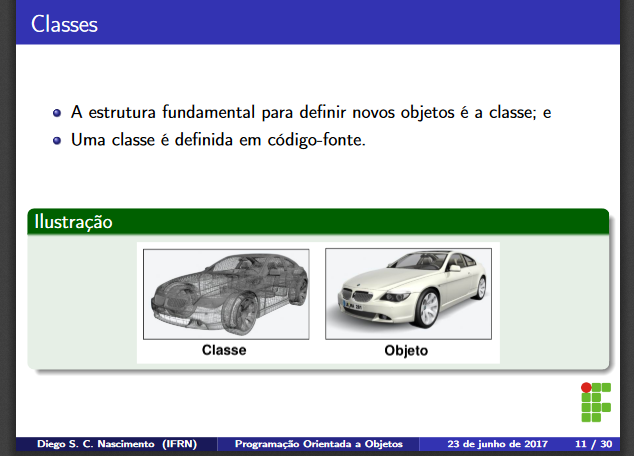 Classes
A estrutura fundamental para definir novos objetos é a classe; e
Uma classe é definida em código-fonte.
Ilustração
Classe Objeto
Diego S. C. Nascimento (IFRN) Programação Orientada a Objetos 23 de junho de 2017 11 / 30